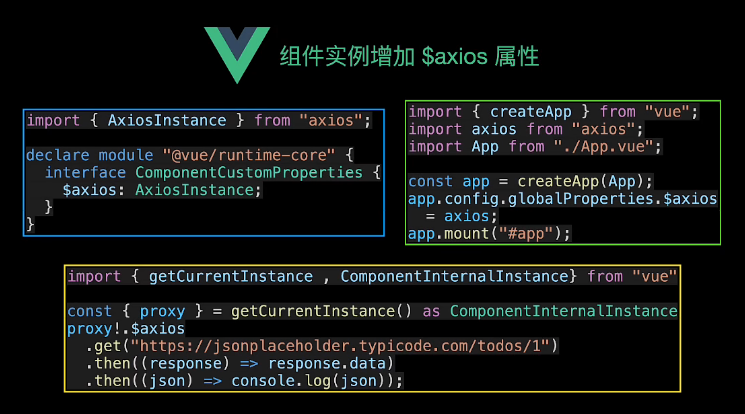 组件实例增加 $axios 属性
import { AxiosInstance } from "axios";
declare module "@vue/runtime-core" {
  interface ComponentCustomProperties {
    $axios: AxiosInstance;
  }
}
import { createApp } from "vue";
import axios from "axios";
import App from "./App.vue";
const app = createApp(App);
app.config.globalProperties.$axios
  = axios;
app.mount("#app");
import { getCurrentInstance , ComponentInternalInstance} from "vue"
const { proxy } = getCurrentInstance() as ComponentInternalInstance
proxy!.$axios
  .get("https://jsonplaceholder.typicode.com/todos/1")
  .then((response) => response.data)
  .then((json) => console.log(json));